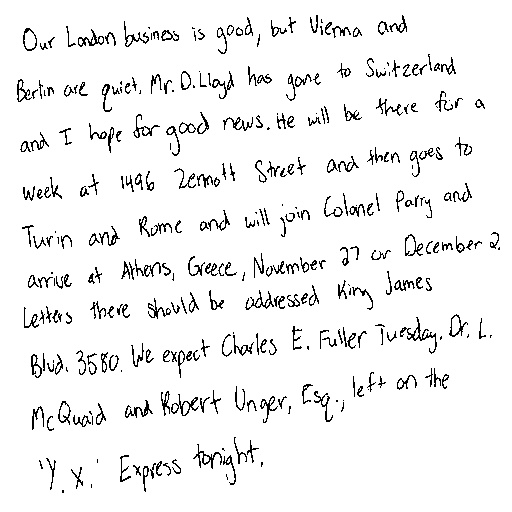 Our London business is good, but Vienna and
Berlin are quiet. Mr. D. Lloyd has gone to Switzerland
and I hope for good news. He will be there for a
week at 1496 Zermott Street and then goes to
Turin and Rome and will join Colonel Parry and
arrive at Athens, Greece, November 27 or December 2.
Letters there should be addressed King James
Blvd. 3580. We expect Charles E. Fuller Tuesday. Dr. L.
McQuaid and Robert Unger, Esq., left on the
'Y.X.' Express tonight.